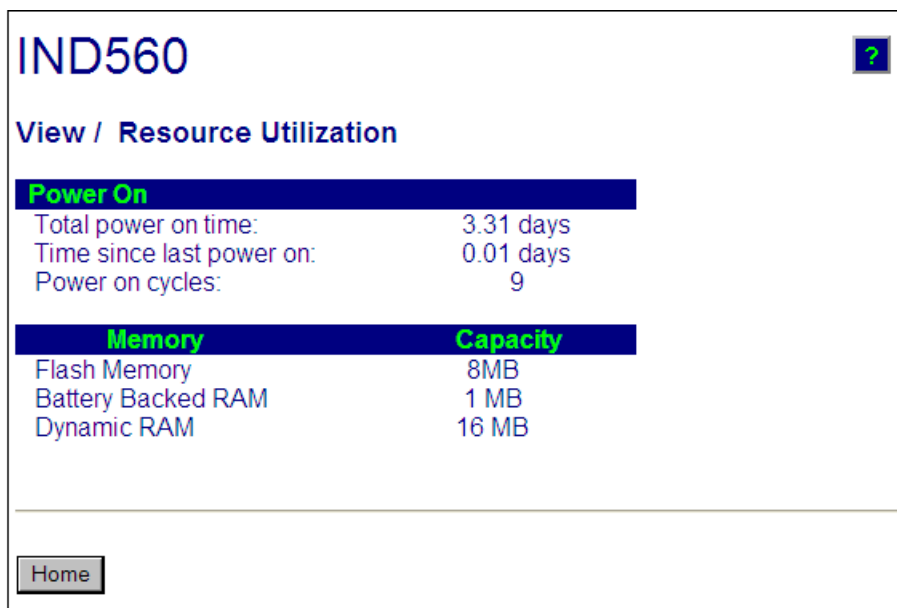 IND560
?
View / Resource Utilization
Power On
Total power on time: 3.31 days
Time since last power on: 0.01 days
Power on cycles: 9
Memory Capacity
Flash Memory 8MB
Battery Backed RAM 1 MB
Dynamic RAM 16 MB
Home